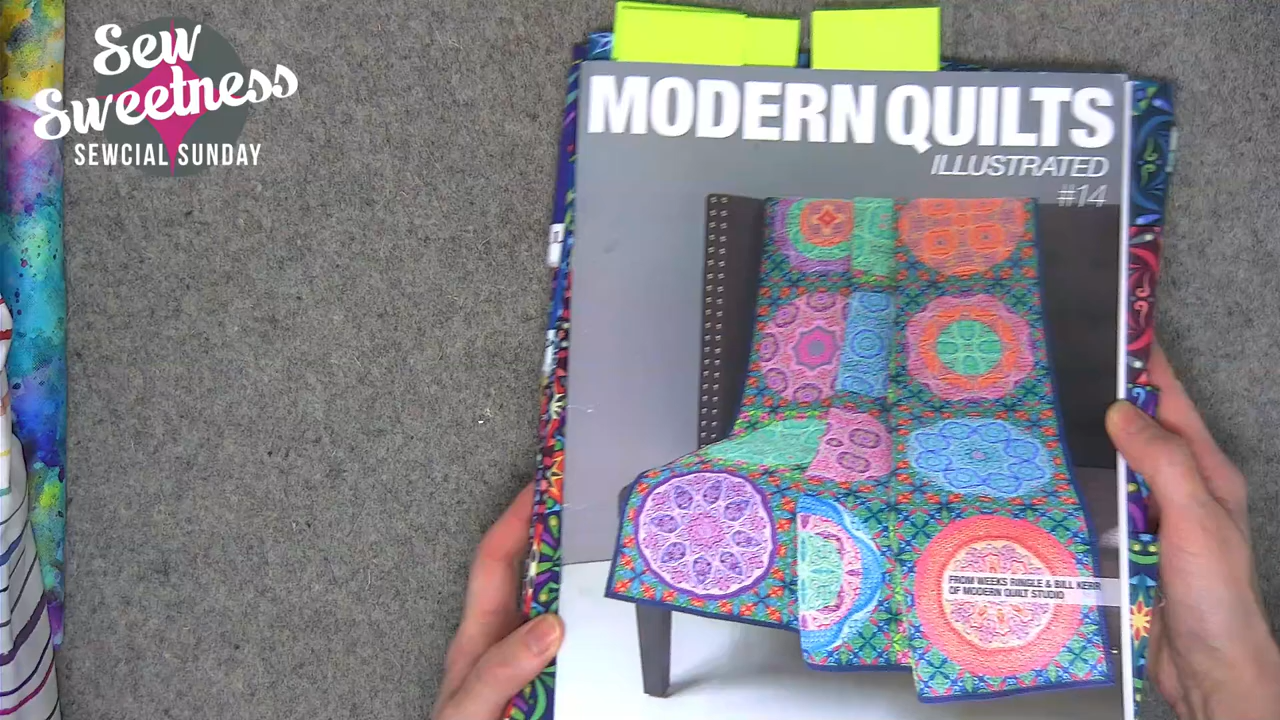 Sew
Sweetness
SEWCIAL SUNDAY
MODERN QUILTS
ILLUSTRATED
#14
FROM WEEKS RINGLE & BILL KERR
OF MODERN QUILT STUDIO